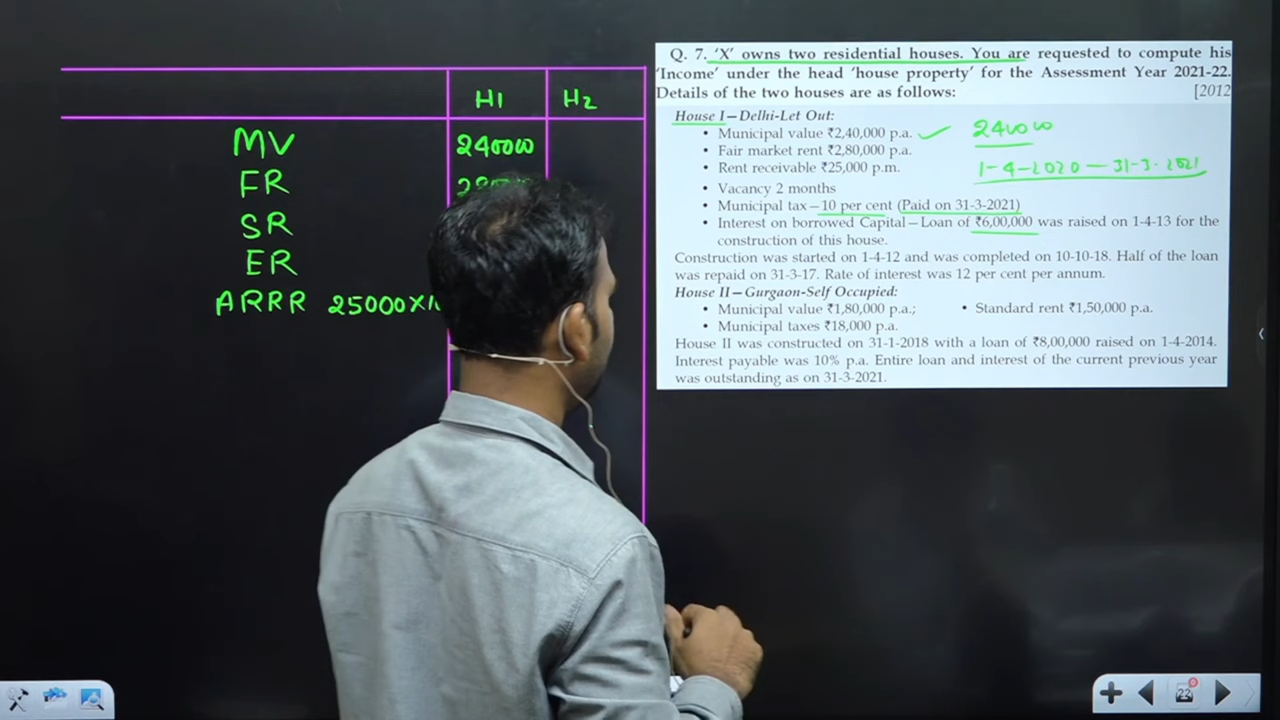 H1 H2
MV 240000
FR
SR
ER
ARRR 25000×
Q. 7. 'X' owns two residential houses. You are requested to compute his
'Income' under the head 'house property' for the Assessment Year 2021-22.
Details of the two houses are as follows: [2012
House I—Delhi-Let Out:
• Municipal value ₹2,40,000 p.a. 240000
• Fair market rent ₹2,80,000 p.a.
• Rent receivable ₹25,000 p.m. 1-4-2020 — 31-3-2021
• Vacancy 2 months
• Municipal tax—10 per cent (Paid on 31-3-2021)
• Interest on borrowed Capital—Loan of ₹6,00,000 was raised on 1-4-13 for the
construction of this house.
Construction was started on 1-4-12 and was completed on 10-10-18. Half of the loan
was repaid on 31-3-17. Rate of interest was 12 per cent per annum.
House II—Gurgaon-Self Occupied:
• Municipal value ₹1,80,000 p.a.; • Standard rent ₹1,50,000 p.a.
• Municipal taxes ₹18,000 p.a.
House II was constructed on 31-1-2018 with a loan of ₹8,00,000 raised on 1-4-2014.
Interest payable was 10% p.a. Entire loan and interest of the current previous year
was outstanding as on 31-3-2021.
22